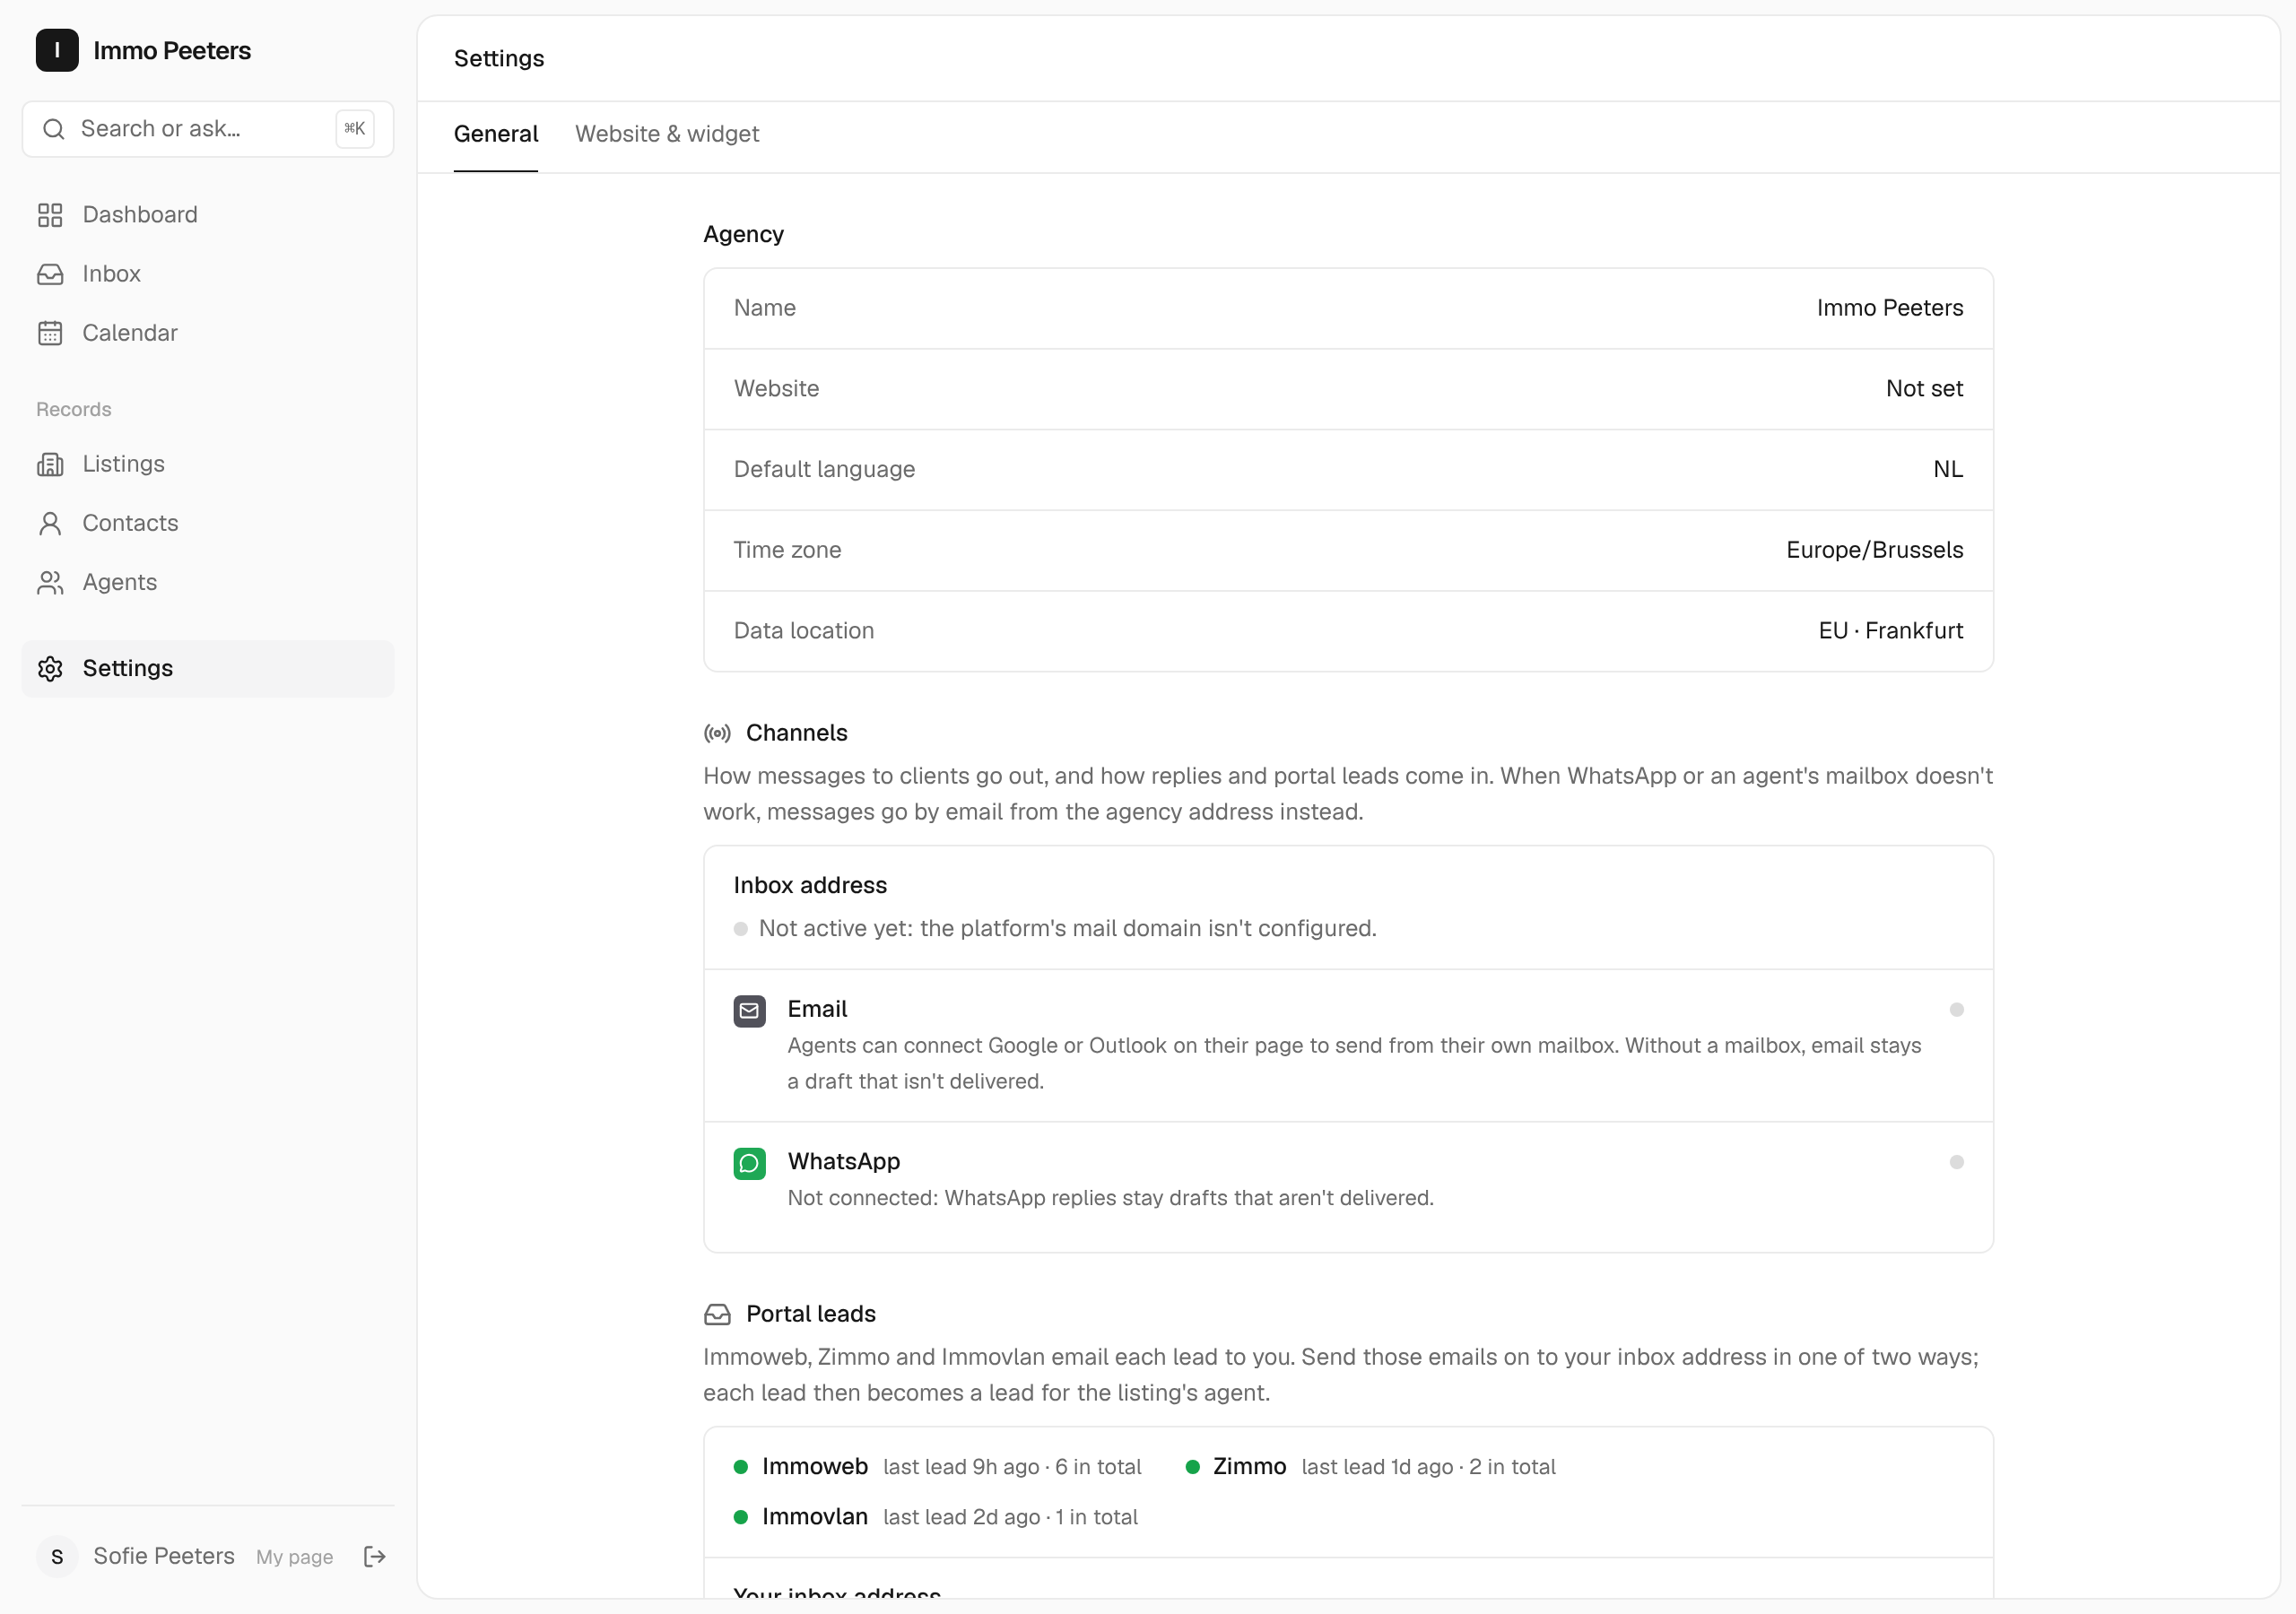 I Immo Peeters
Search or ask... ⌘K
Dashboard
Inbox
Calendar
Records
Listings
Contacts
Agents
Settings
S Sofie Peeters My page
Settings
General Website & widget
Agency
Name Immo Peeters
Website Not set
Default language NL
Time zone Europe/Brussels
Data location EU · Frankfurt
Channels
How messages to clients go out, and how replies and portal leads come in. When WhatsApp or an agent's mailbox doesn't
work, messages go by email from the agency address instead.
Inbox address
Not active yet: the platform's mail domain isn't configured.
Email
Agents can connect Google or Outlook on their page to send from their own mailbox. Without a mailbox, email stays
a draft that isn't delivered.
WhatsApp
Not connected: WhatsApp replies stay drafts that aren't delivered.
Portal leads
Immoweb, Zimmo and Immovlan email each lead to you. Send those emails on to your inbox address in one of two ways;
each lead then becomes a lead for the listing's agent.
Immoweb last lead 9h ago · 6 in total Zimmo last lead 1d ago · 2 in total
Immovlan last lead 2d ago · 1 in total
Your inbox address